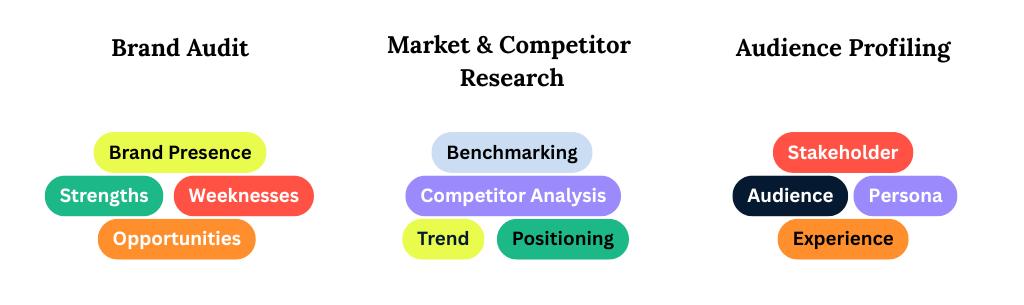 Brand Audit
Brand Presence
Strengths Weeknesses
Opportunities
Market & Competitor
Research
Benchmarking
Competitor Analysis
Trend Positioning
Audience Profiling
Stakeholder
Audience Persona
Experience